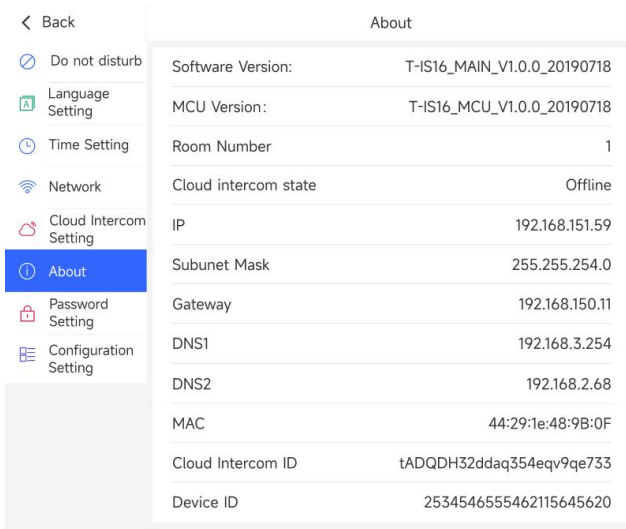 Back
About
Do not disturb
Language
Setting
Time Setting
Network
Cloud Intercom
Setting
About
Password
Setting
Configuration
Setting
Software Version: T-IS16_MAIN_V1.0.0_20190718
MCU Version: T-IS16_MCU_V1.0.0_20190718
Room Number 1
Cloud intercom state Offline
IP 192.168.151.59
Subunet Mask 255.255.254.0
Gateway 192.168.150.11
DNS1 192.168.3.254
DNS2 192.168.2.68
MAC 44:29:1e:48:9B:0F
Cloud Intercom ID tADQDH32ddaq354eqv9qe733
Device ID 2534546555462115645620